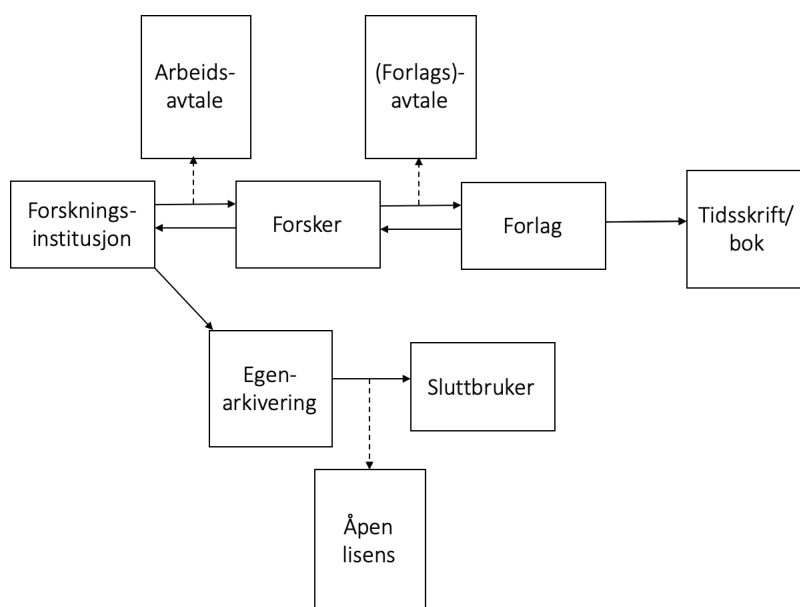 Arbeids-
avtale
(Forlags)-
avtale
Forsknings-
institusjon
Forsker
Forlag
Tidsskrift/
bok
Egen-
arkivering
Sluttbruker
Åpen
lisens